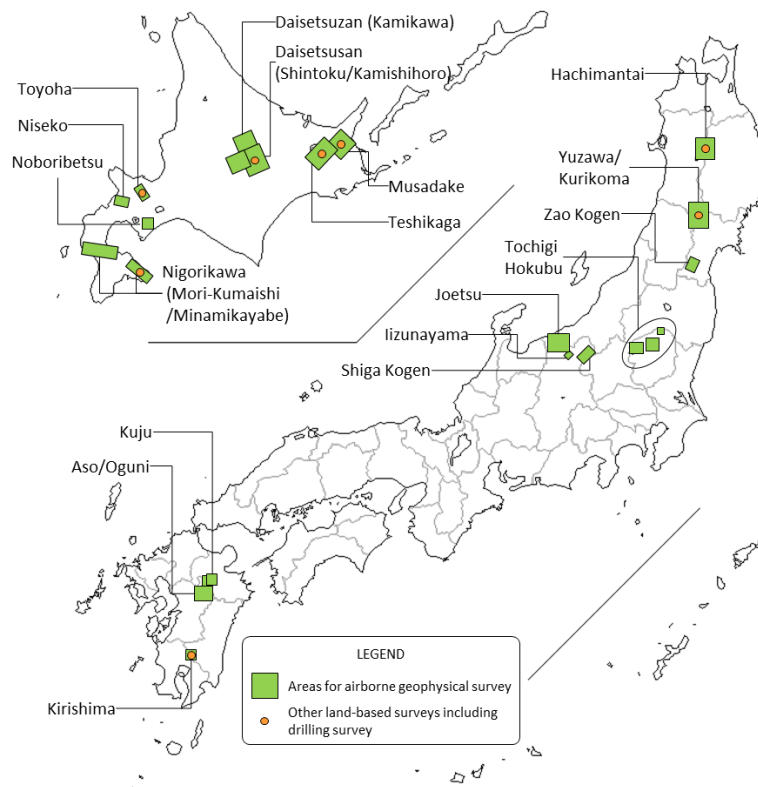 Daisetuzan (Kamikawa)
Daisetsusan
(Shintoku/Kamishihoro)
Toyoha
Niseko
Noboribetsu
Musadake
Teshikaga
Nigorikawa
(Mori-Kumaishi
/Minamikayabe)
Hachimantai
Yuzawa/
Kurikoma
Zao Kogen
Tochigi
Hokubu
Joetsu
Iizunayama
Shiga Kogen
Kuju
Aso/Oguni
Kirishima
LEGEND
Areas for airborne geophysical survey
Other land-based surveys including
drilling survey